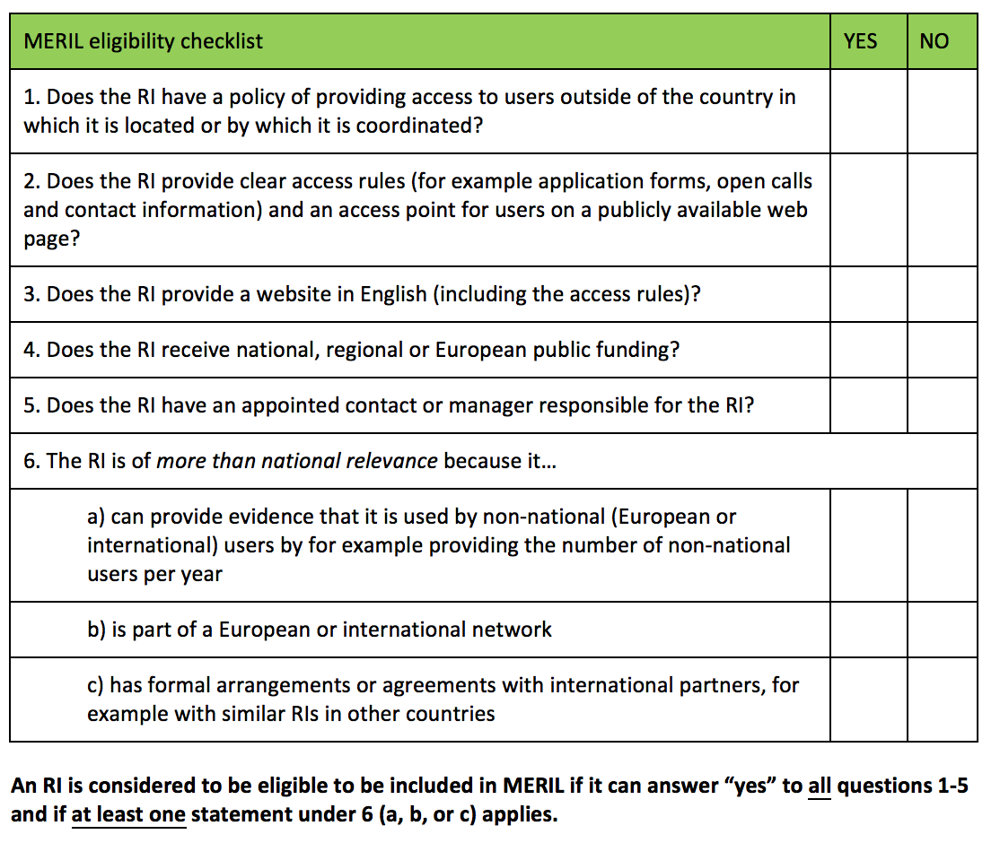 MERIL eligibility checklist YES NO
1. Does the RI have a policy of providing access to users outside of the country in
which it is located or by which it is coordinated?
2. Does the RI provide clear access rules (for example application forms, open calls
and contact information) and an access point for users on a publicly available web
page?
3. Does the RI provide a website in English (including the access rules)?
4. Does the RI receive national, regional or European public funding?
5. Does the RI have an appointed contact or manager responsible for the RI?
6. The RI is of more than national relevance because it...
a) can provide evidence that it is used by non-national (European or
international) users by for example providing the number of non-national
users per year
b) is part of a European or international network
c) has formal arrangements or agreements with international partners, for
example with similar RIs in other countries
An RI is considered to be eligible to be included in MERIL if it can answer “yes” to all questions 1-5
and if at least one statement under 6 (a, b, or c) applies.